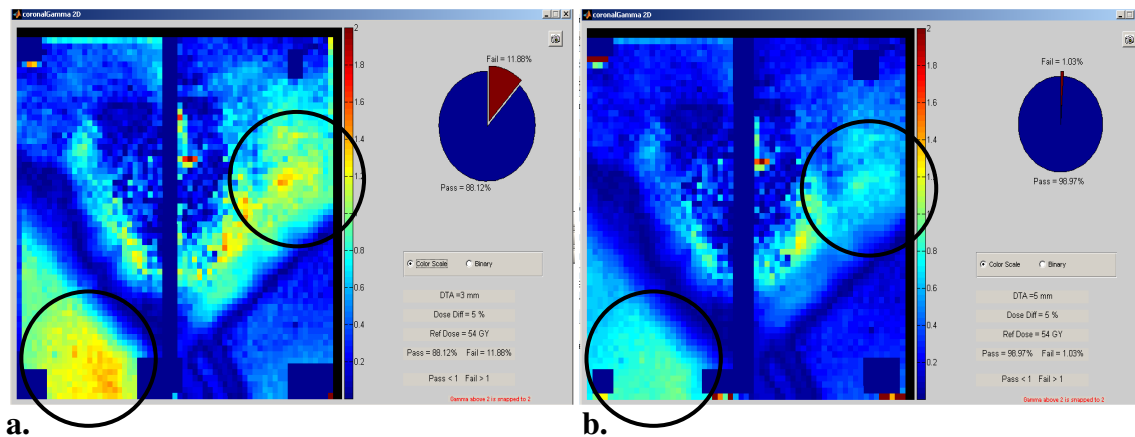 coronalGamma 2D
2
1.8
1.6
1.4
1.2
1
0.8
0.6
0.4
0.2
Fail = 11.88%
Pass = 88.12%
Color Scale
Binary
DTA =3 mm
Dose Diff = 5 %
Ref Dose = 54 GY
Pass = 88.12% Fail = 11.88%
Pass < 1 Fail > 1
Gamma above 2 is snapped to 2
a.
coronalGamma 2D
2
1.8
1.6
1.4
1
0.8
0.6
0.4
0.2
Fail = 1.03%
Pass = 98.97%
Color Scale
Binary
DTA =5 mm
Dose Diff = 5 %
Ref Dose = 54 GY
Pass = 98.97% Fail = 1.03%
Pass < 1 Fail > 1
Gamma above 2 is snapped to 2
b.